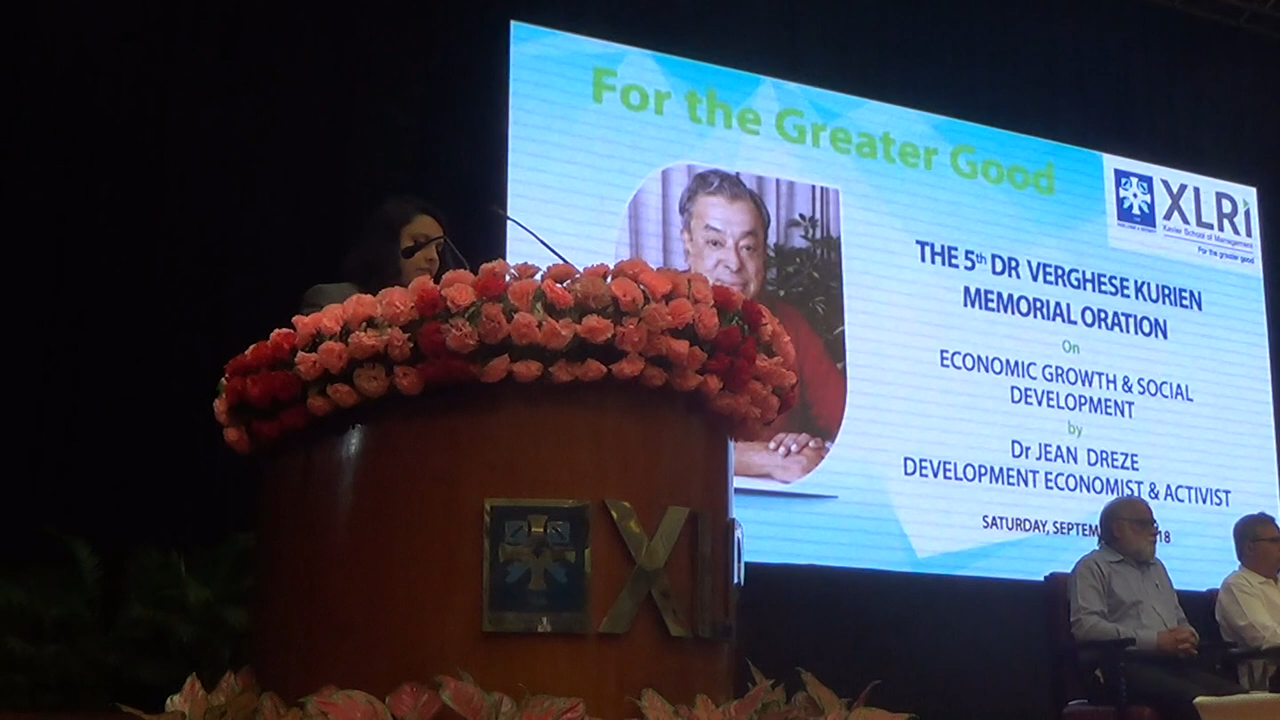 For the Greater Good
XLRi
Xavier School of Management
For the greater good
THE 5th DR VERGHESE KURIEN
MEMORIAL ORATION
On
ECONOMIC GROWTH & SOCIAL
DEVELOPMENT
by
Dr JEAN DREZE
DEVELOPMENT ECONOMIST & ACTIVIST
SATURDAY, SEPTEM 18
XL